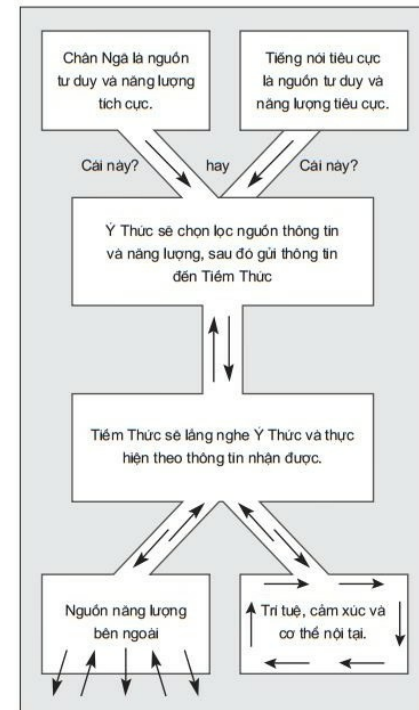 Chân Ngã là nguồn
tư duy và năng lượng
tích cực.
Tiếng nói tiêu cực
là nguồn tư duy và
năng lượng tiêu cực.
Cái này?
hay
Cái này?
Ý Thức sẽ chọn lọc nguồn thông tin
và năng lượng, sau đó gửi thông tin
đến Tiềm Thức
Tiềm Thức sẽ lắng nghe Ý Thức và thực
hiện theo thông tin nhận được.
Nguồn năng lượng
bên ngoài
Trí tuệ, cảm xúc và
cơ thể nội tại.